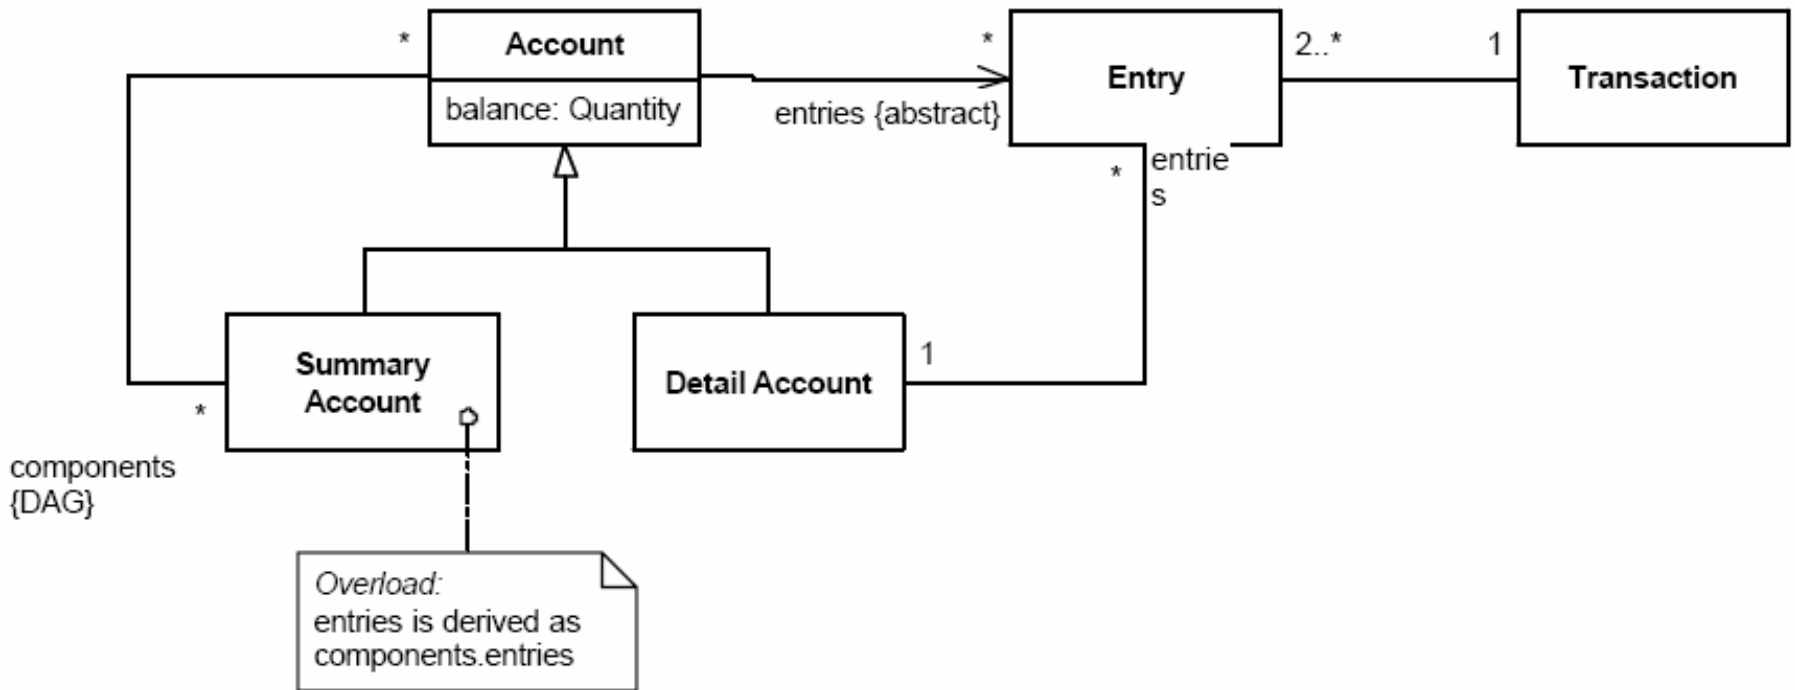 *
Account
balance: Quantity
*
entries {abstract}
Entry
2..*
1
Transaction
*
entrie
s
Summary
Account
Detail Account
1
*
components
{DAG}
Overload:
entries is derived as
components.entries